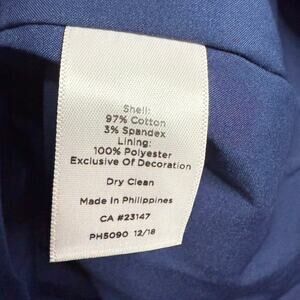 Shell:
97% Cotton
3% Spandex
Lining:
100% Polyester
Exclusive Of Decoration
Dry Clean
Made In Philippines
CA #23147
PH5090 12/18